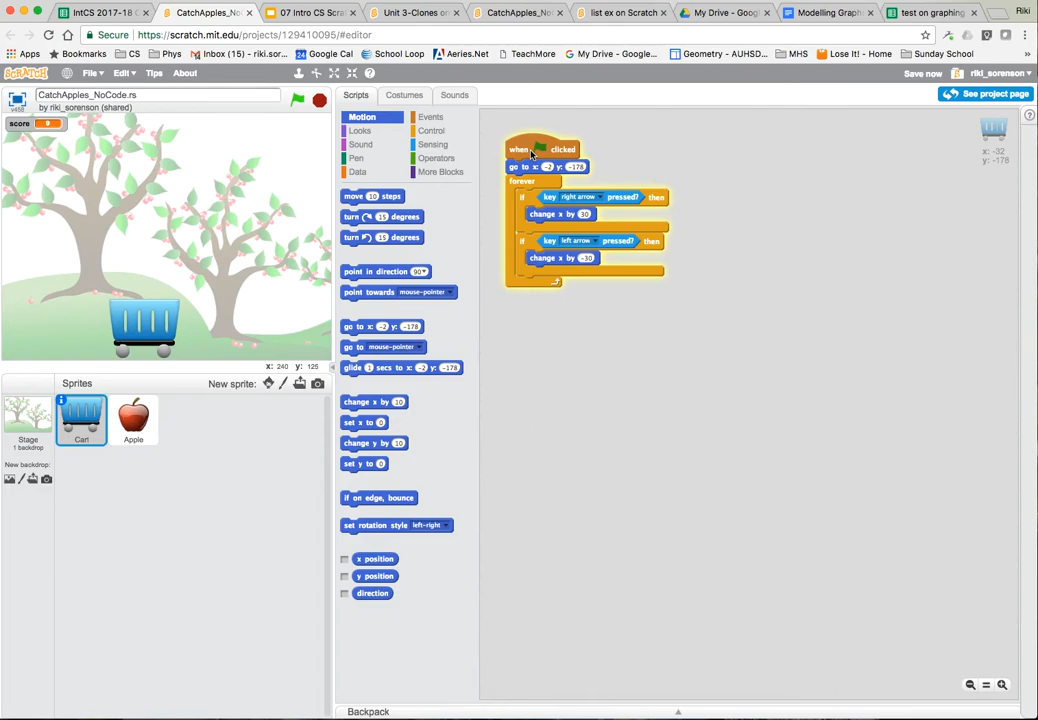 IntCS 2017-18 C
CatchApples_NoC
07 Intro CS Scra
Unit 3-Clones on
CatchApples_No
list ex on Scratch
My Drive - Goog
Modelling Graph
test on graphing
Riki
Secure https://scratch.mit.edu/projects/129410095/#editor
Apps Bookmarks CS Phys Inbox (15) - riki.sor... Google Cal School Loop Aeries.Net TeachMore My Drive - Google... Geometry - AUHSD... MHS Lose It! - Home Sunday School »
SCRATCH File Edit Tips About Save now riki_sorenson
See project page
v458
CatchApples_NoCode.rs
by riki_sorenson (shared)
score 9
x: 240 y: 125
Sprites New sprite:
Stage
1 backdrop
New backdrop:
Cart
Apple
Scripts Costumes Sounds
Motion Events
Looks Control
Sound Sensing
Pen Operators
Data More Blocks
move 10 steps
turn 15 degrees
turn 15 degrees
point in direction 90
point towards mouse-pointer
go to x: -2 y: -178
go to mouse-pointer
glide 1 secs to x: -2 y: -178
change x by 10
set x to 0
change y by 10
set y to 0
if on edge, bounce
set rotation style left-right
x position
y position
direction
when clicked
go to x: -2 y: -178
forever
if key right arrow pressed? then
change x by 30
if key left arrow pressed? then
change x by -30
x: -32
y: -178
?
Backpack